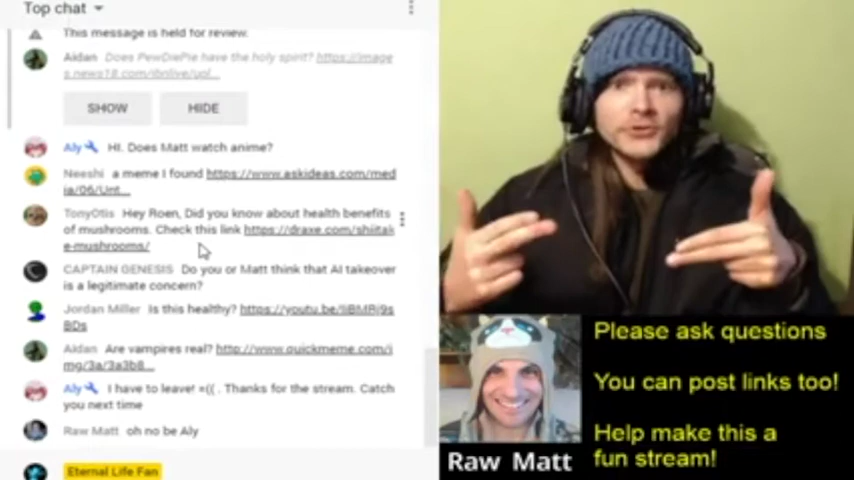 Top chat
This message is held for review.
Aidan Does PewDiePie have the holy spirit? https://image
s.news18.com/ibnlive/upl...
SHOW HIDE
Aly HI. Does Matt watch anime?
Neeshi a meme I found https://www.askideas.com/med
ia/06/Unt...
TonyOtis Hey Roen, Did you know about health benefits
of mushrooms. Check this link https://draxe.com/shiitak
e-mushrooms/
CAPTAIN GENESIS Do you or Matt think that AI takeover
is a legitimate concern?
Jordan Miller Is this healthy?
Aidan Are vampires real? http://www.quickmeme.com/i
mg/3a/3a3b8...
Aly I have to leave! =(( . Thanks for the stream. Catch
you next time
Raw Matt oh no be Aly
Eternal Life Fan
Please ask questions
You can post links too!
Help make this a
fun stream!
Raw Matt